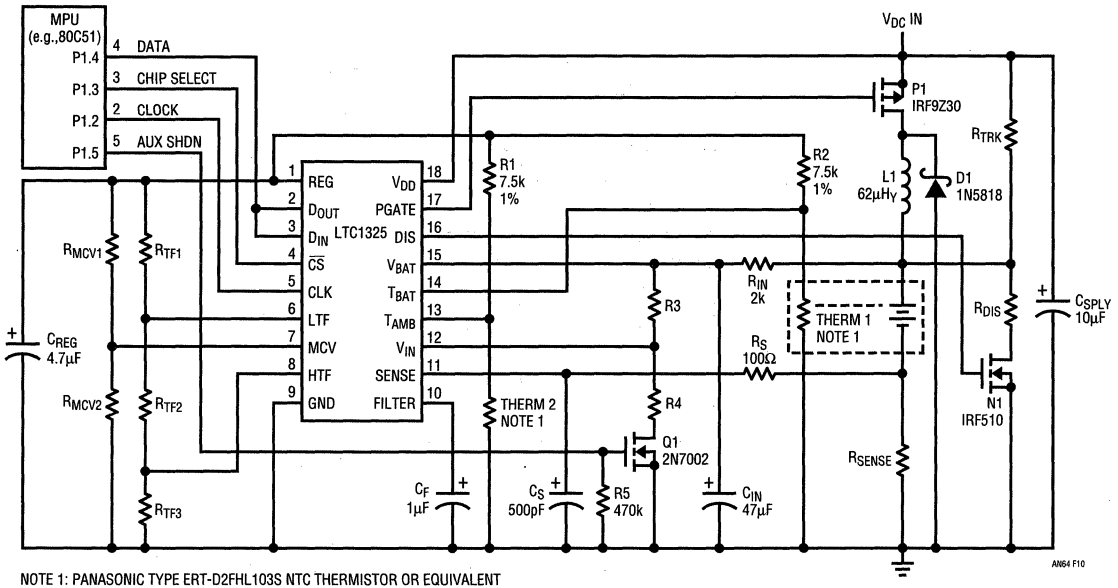 MPU
(e.g.,80C51)
P1.4
4 DATA
P1.3
3 CHIP SELECT
P1.2
2 CLOCK
P1.5
5 AUX SHDN
VDC IN
P1
IRF9Z30
RTRK
R1
7.5k
1%
R2
7.5k
1%
L1
62µHY
D1
1N5818
LTC1325
1 REG
2 DOUT
3 DIN
4 CS
5 CLK
6 LTF
7 MCV
8 HTF
9 GND
VDD 18
PGATE 17
DIS 16
VBAT 15
TBAT 14
TAMB 13
VIN 12
SENSE 11
FILTER 10
RMCV1
RTF1
CREG
4.7µF
+
RMCV2
RTF2
RTF3
RIN
2k
R3
THERM 1
NOTE 1
RDIS
+
CSPLY
10µF
RS
100Ω
N1
IRF510
THERM 2
NOTE 1
R4
Q1
2N7002
RSENSE
CF
1µF
+
CS
500pF
+
R5
470k
+
CIN
47µF
AN64 F10
NOTE 1: PANASONIC TYPE ERT-D2FHL103S NTC THERMISTOR OR EQUIVALENT